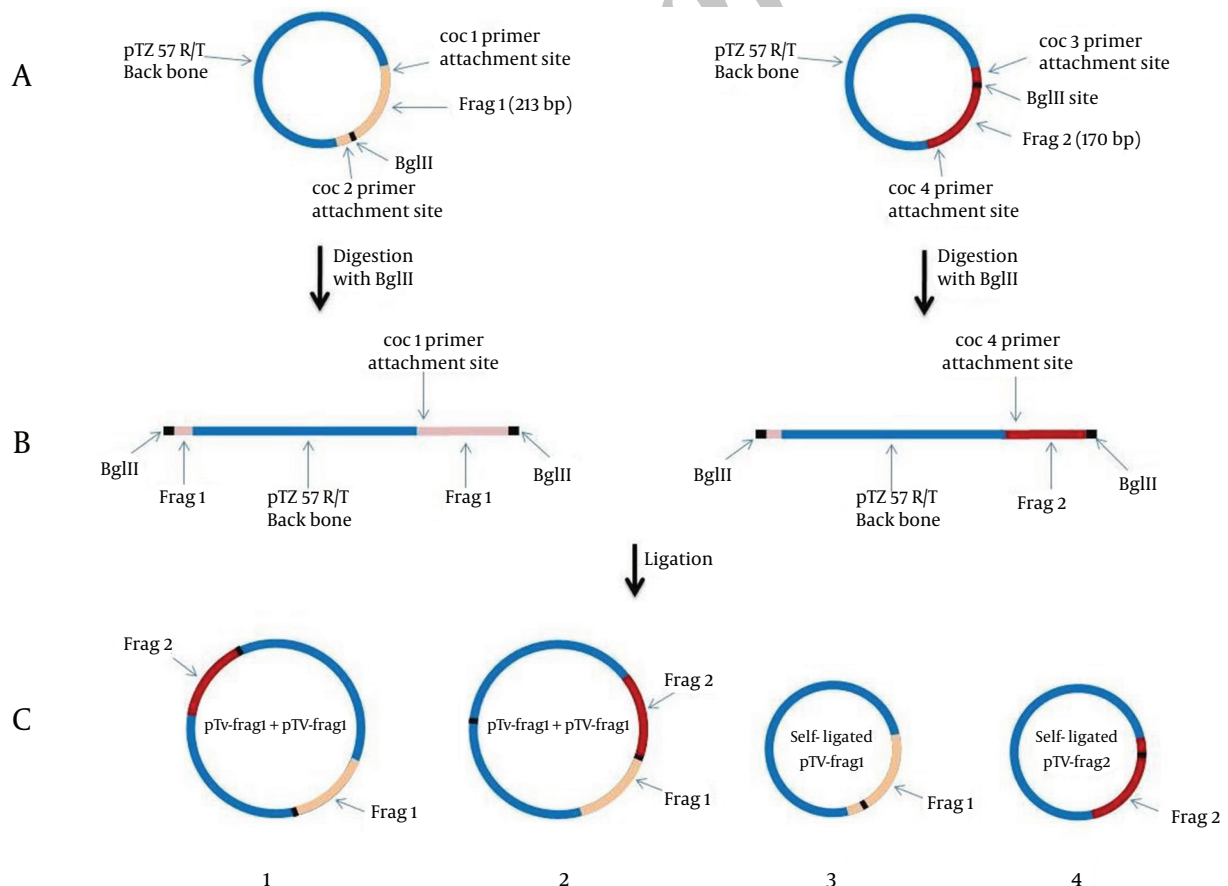 A
pTZ 57 R/T
Back bone
coc 1 primer
attachment site
Frag 1 (213 bp)
BglII
coc 2 primer
attachment site
pTZ 57 R/T
Back bone
coc 3 primer
attachment site
BglII site
Frag 2 (170 bp)
coc 4 primer
attachment site
Digestion
with BglII
Digestion
with BglII
B
coc 1 primer
attachment site
BglII
Frag 1
pTZ 57 R/T
Back bone
Frag 1
BglII
coc 4 primer
attachment site
BglII
pTZ 57 R/T
Back bone
Frag 2
BglII
Ligation
C
Frag 2
pTv-frag1 + pTV-frag1
Frag 1
pTv-frag1 + pTV-frag1
Frag 2
Frag 1
Self- ligated
pTV-frag1
Frag 1
Self- ligated
pTV-frag2
Frag 2
1
2
3
4